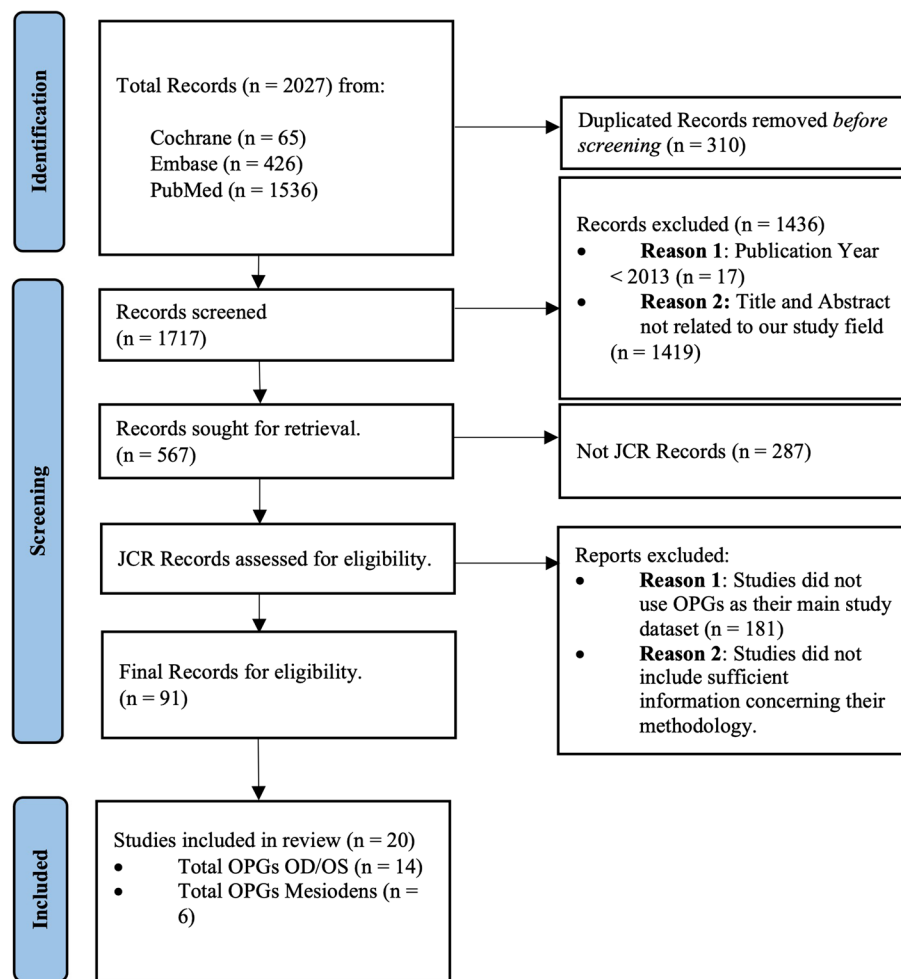 Identification
Total Records (n = 2027) from:
Cochrane (n = 65)
Embase (n = 426)
PubMed (n = 1536)
Duplicated Records removed before
screening (n = 310)
Screening
Records screened
(n = 1717)
Records excluded (n = 1436)
• Reason 1: Publication Year
< 2013 (n = 17)
• Reason 2: Title and Abstract
not related to our study field
(n = 1419)
Records sought for retrieval.
(n = 567)
Not JCR Records (n = 287)
JCR Records assessed for eligibility.
Reports excluded:
• Reason 1: Studies did not
use OPGs as their main study
dataset (n = 181)
• Reason 2: Studies did not
include sufficient
information concerning their
methodology.
Final Records for eligibility.
(n = 91)
Included
Studies included in review (n = 20)
• Total OPGs OD/OS (n = 14)
• Total OPGs Mesiodens (n =
6)